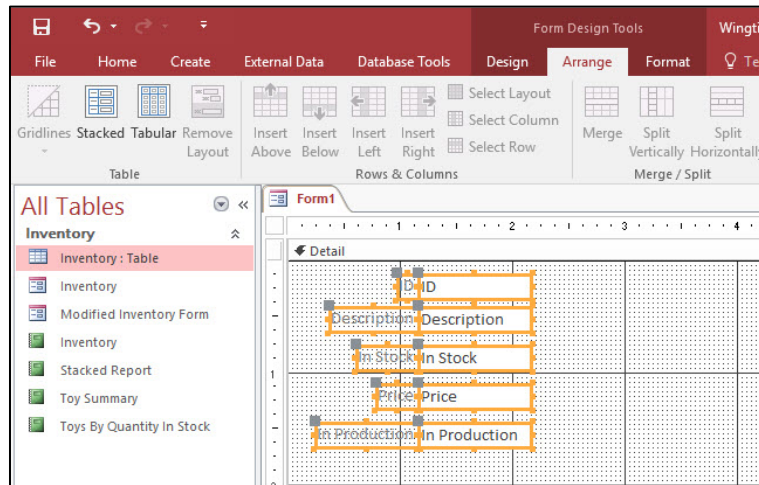 Form Design Tools Wingti
File Home Create External Data Database Tools Design Arrange Format Te
Gridlines Stacked Tabular Remove Layout Insert Above Insert Below Insert Left Insert Right Select Layout
Select Column
Select Row
Merge Split Vertically Split Horizontally
Table Rows & Columns Merge / Split
All Tables
Inventory
Inventory : Table
Inventory
Modified Inventory Form
Inventory
Stacked Report
Toy Summary
Toys By Quantity In Stock
Form1
1 2 3 4
Detail
ID ID
Description Description
In Stock In Stock
1
Price Price
In Production In Production